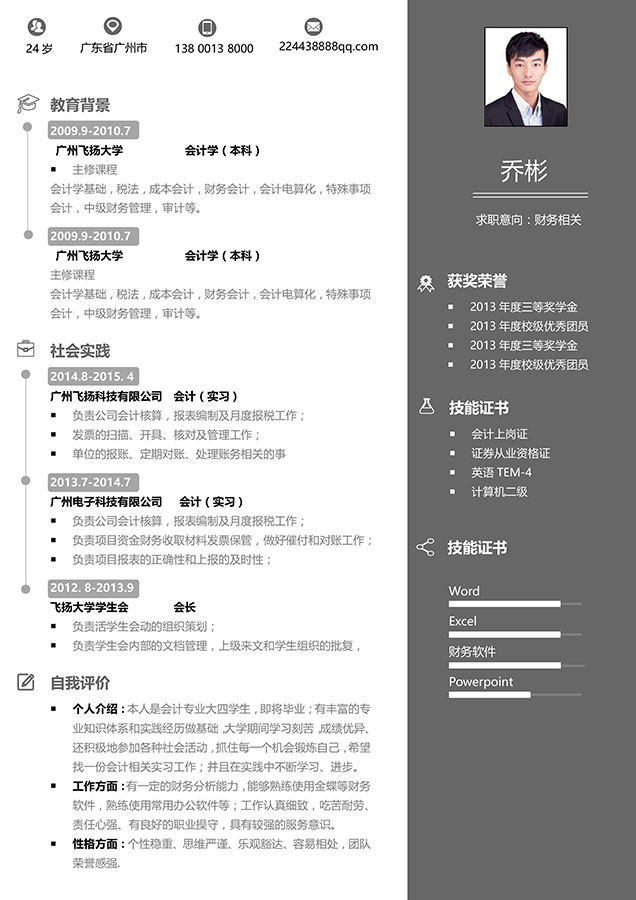 24 岁
广东省广州市
138 0013 8000
224438888qq.com
教育背景
2009.9-2010.7
广州飞扬大学 会计学（本科）
主修课程
会计学基础，税法，成本会计，财务会计，会计电算化，特殊事项
会计，中级财务管理，审计等。
2009.9-2010.7
广州飞扬大学 会计学（本科）
主修课程
会计学基础，税法，成本会计，财务会计，会计电算化，特殊事项
会计，中级财务管理，审计等。
社会实践
2014.8-2015. 4
广州飞扬科技有限公司 会计（实习）
负责公司会计核算，报表编制及月度报税工作；
发票的扫描、开具、核对及管理工作；
单位的报账、定期对账、处理账务相关的事
2013.7-2014.7
广州电子科技有限公司 会计（实习）
负责公司会计核算，报表编制及月度报税工作；
负责项目资金财务收取材料发票保管，做好催付和对账工作；
负责项目报表的正确性和上报的及时性；
2012. 8-2013.9
飞扬大学学生会 会长
负责活学生会动的组织策划；
负责学生会内部的文档管理，上级来文和学生组织的批复，
自我评价
个人介绍：本人是会计专业大四学生，即将毕业；有丰富的专
业知识体系和实践经历做基础，大学期间学习刻苦，成绩优异、
还积极地参加各种社会活动，抓住每一个机会锻炼自己，希望
找一份会计相关实习工作；并且在实践中不断学习、进步。
工作方面：有一定的财务分析能力，能够熟练使用金蝶等财务
软件，熟练使用常用办公软件等；工作认真细致，吃苦耐劳、
责任心强、有良好的职业操守，具有较强的服务意识。
性格方面：个性稳重、思维严谨、乐观豁达、容易相处，团队
荣誉感强.
乔彬
求职意向：财务相关
获奖荣誉
2013 年度三等奖学金
2013 年度校级优秀团员
2013 年度三等奖学金
2013 年度校级优秀团员
技能证书
会计上岗证
证券从业资格证
英语 TEM-4
计算机二级
技能证书
Word
Excel
财务软件
Powerpoint